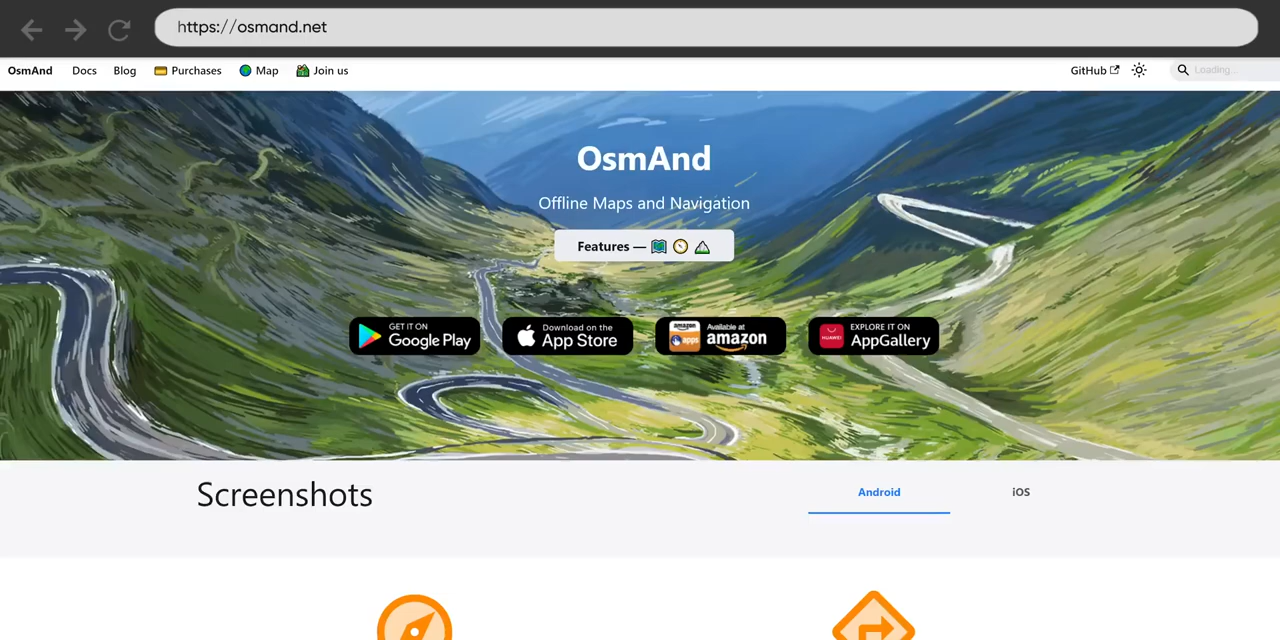 https://osmand.net
OsmAnd Docs Blog Purchases Map Join us GitHub Loading...
OsmAnd
Offline Maps and Navigation
Features —
GET IT ON
Google Play
Download on the
App Store
amazon
apps
Available at
amazon
HUAWEI
EXPLORE IT ON
AppGallery
Screenshots
Android
iOS